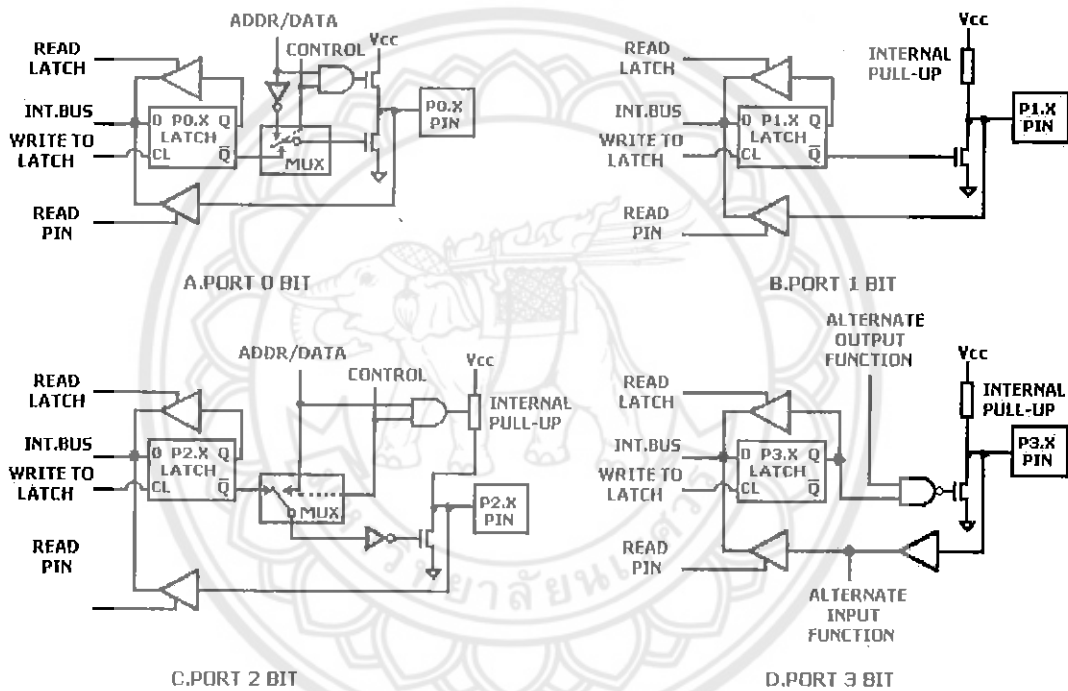 ADDR/DATA
CONTROL
Vcc
READ
LATCH
INT.BUS
WRITE TO
LATCH
D P0.X Q
LATCH
CL Q̅
MUX
P0.X
PIN
READ
PIN
A.PORT 0 BIT
Vcc
INTERNAL
PULL-UP
READ
LATCH
INT.BUS
WRITE TO
LATCH
D P1.X Q
LATCH
CL Q̅
P1.X
PIN
READ
PIN
B.PORT 1 BIT
ADDR/DATA
CONTROL
Vcc
INTERNAL
PULL-UP
READ
LATCH
INT.BUS
WRITE TO
LATCH
D P2.X Q
LATCH
CL Q̅
MUX
P2.X
PIN
READ
PIN
C.PORT 2 BIT
ALTERNATE
OUTPUT
FUNCTION
Vcc
INTERNAL
PULL-UP
READ
LATCH
INT.BUS
WRITE TO
LATCH
D P3.X Q
LATCH
CL Q̅
P3.X
PIN
READ
PIN
ALTERNATE
INPUT
FUNCTION
D.PORT 3 BIT